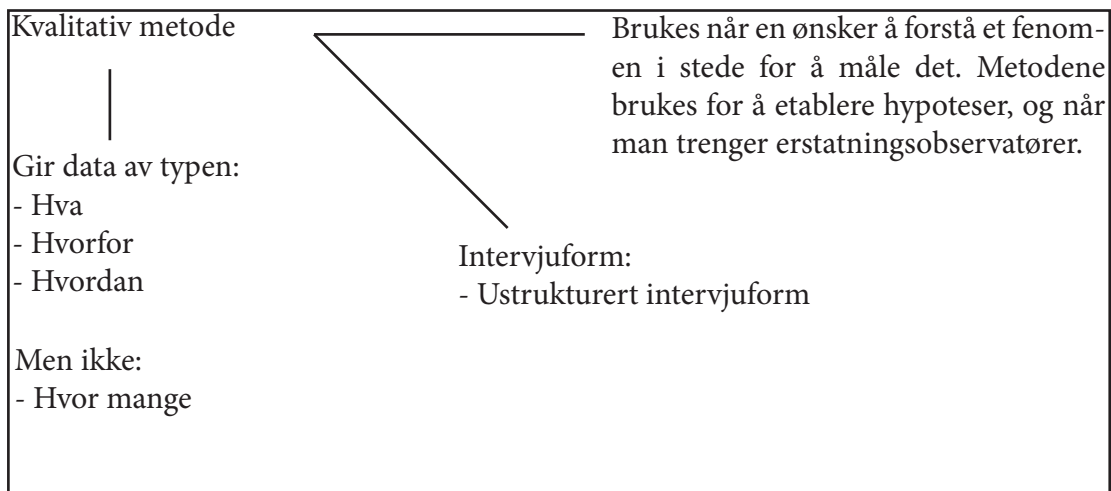 Kvalitativ metode
Brukes når en ønsker å forstå et fenom-
en i stede for å måle det. Metodene
brukes for å etablere hypoteser, og når
man trenger erstatningsobservatører.
Gir data av typen:
- Hva
- Hvorfor
- Hvordan
Intervjuform:
- Ustrukturert intervjuform
Men ikke:
- Hvor mange